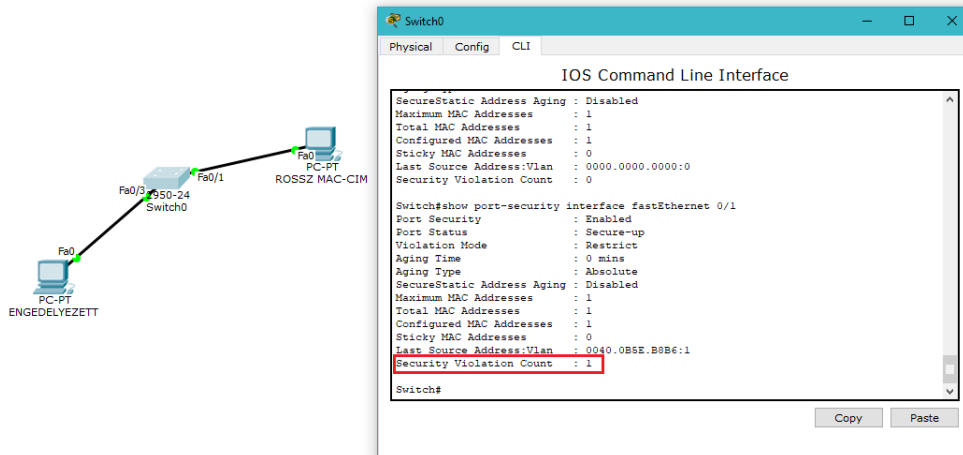 Fa0
PC-PT
ROSSZ MAC-CIM
Fa0/1
Fa0/3
2950-24
Switch0
Fa0
PC-PT
ENGEDELYEZETT
Switch0
Physical Config CLI
IOS Command Line Interface
SecureStatic Address Aging : Disabled
Maximum MAC Addresses : 1
Total MAC Addresses : 1
Configured MAC Addresses : 1
Sticky MAC Addresses : 0
Last Source Address:Vlan : 0000.0000.0000:0
Security Violation Count : 0
Switch#show port-security interface fastEthernet 0/1
Port Security : Enabled
Port Status : Secure-up
Violation Mode : Restrict
Aging Time : 0 mins
Aging Type : Absolute
SecureStatic Address Aging : Disabled
Maximum MAC Addresses : 1
Total MAC Addresses : 1
Configured MAC Addresses : 1
Sticky MAC Addresses : 0
Last Source Address:Vlan : 0040.0B5E.B8B6:1
Security Violation Count : 1
Switch#
Copy Paste